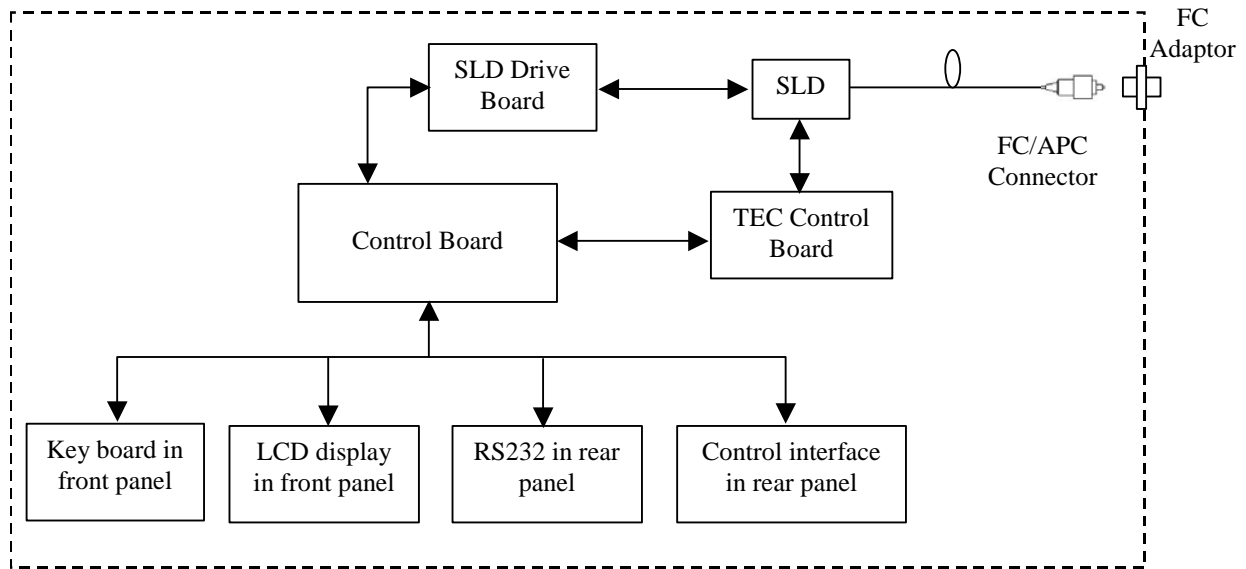 FC
Adaptor
SLD Drive
Board
SLD
FC/APC
Connector
Control Board
TEC Control
Board
Key board in
front panel
LCD display
in front panel
RS232 in rear
panel
Control interface
in rear panel